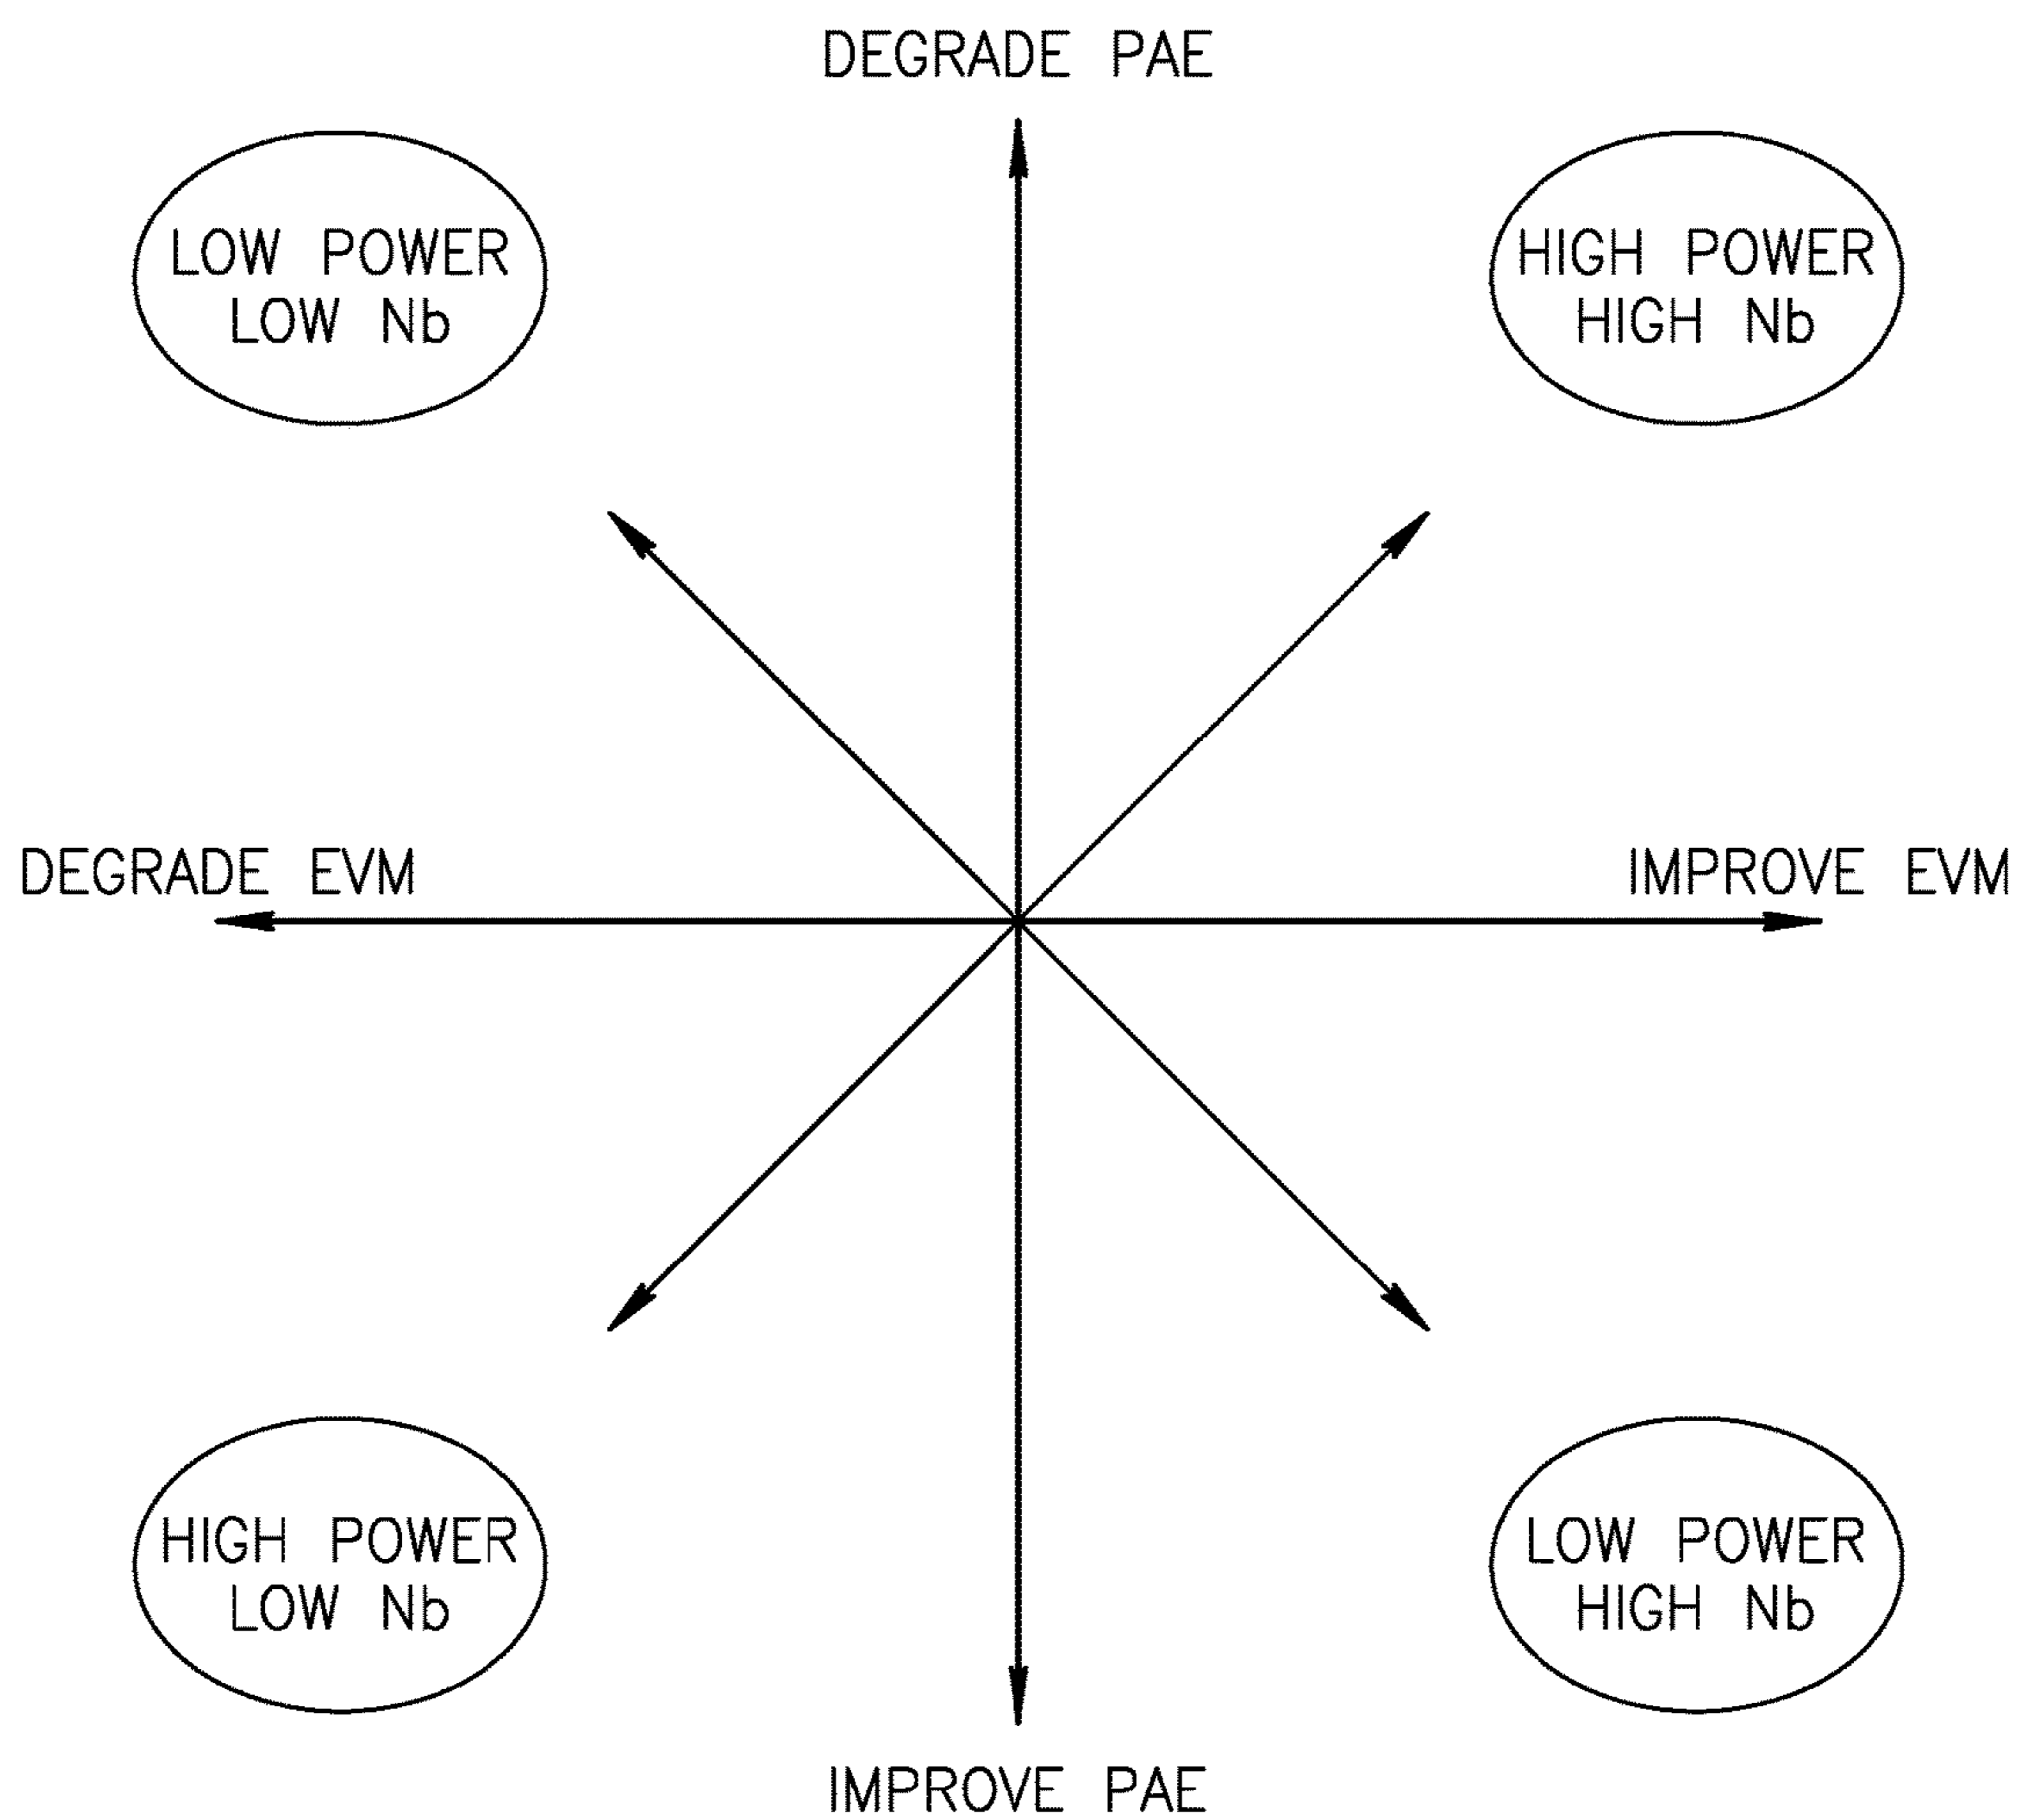 DEGRADE PAE
LOW POWER
LOW Nb
HIGH POWER
HIGH Nb
DEGRADE EVM
IMPROVE EVM
HIGH POWER
LOW Nb
LOW POWER
HIGH Nb
IMPROVE PAE